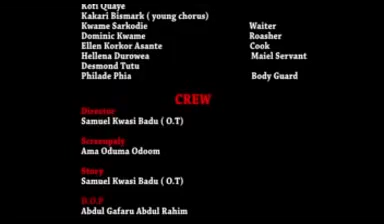 Koti Quaye
Kakari Bismark ( young chorus)
Kwame Sarkodie Waiter
Dominic Kwame Roasher
Ellen Korkor Asante Cook
Hellena Durowea Maiel Servant
Desmond Tutu
Philade Phia Body Guard
CREW
Director
Samuel Kwasi Badu ( O.T)
Screenpaly
Ama Oduma Odoom
Story
Samuel Kwasi Badu ( O.T)
D.O.P
Abdul Gafaru Abdul Rahim